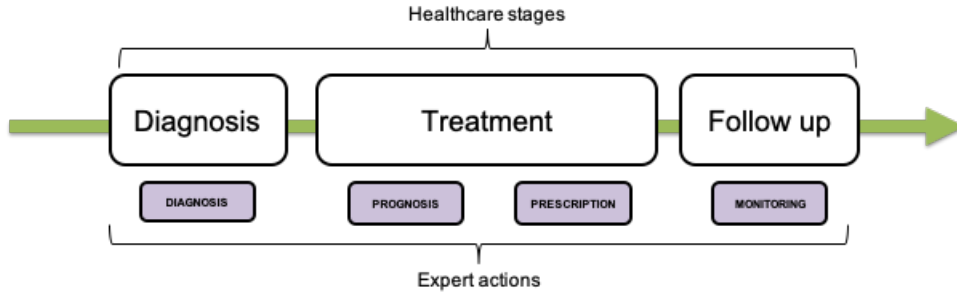 Healthcare stages
Diagnosis
Treatment
Follow up
DIAGNOSIS
PROGNOSIS
PRESCRIPTION
MONITORING
Expert actions